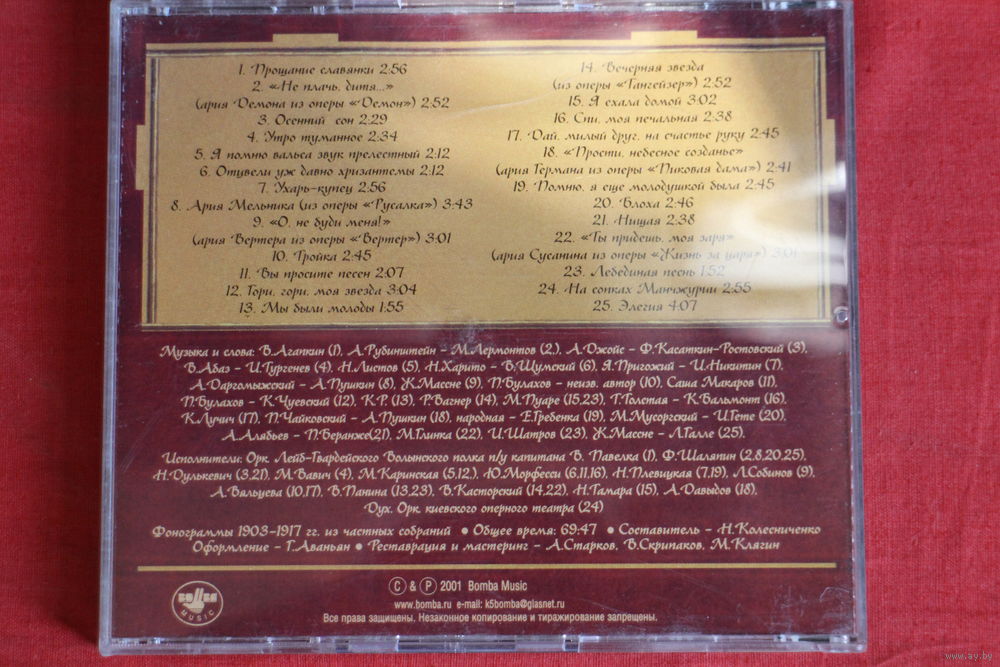 1. Прощание славянки 2:56
2. «Не плачь, дитя...»
(ария Демона из оперы «Демон») 2:52
3. Осенний сон 2:29
4. Утро туманное 2:34
5. Я помню вальса звук прелестный 2:12
6. Отцвели уж давно хризантемы 2:12
7. Ухарь-купец 2:56
8. Ария Мельника (из оперы «Русалка») 3:43
9. «О, не буди меня!»
(ария Вертера из оперы «Вертер») 3:01
10. Тройка 2:45
11. Вы просите песен 2:07
12. Гори, гори, моя звезда 3:04
13. Мы были молоды 1:55
14. Вечерняя звезда
(из оперы «Тангейзер») 2:52
15. Я ехала домой 3:02
16. Спи, моя печальная 2:38
17. Дай, милый друг, на счастье руку 2:45
18. «Прости, небесное созданье»
(ария Германа из оперы «Пиковая дама») 2:41
19. Помню, я еще молодушкой была 2:45
20. Блоха 2:46
21. Нищая 2:38
22. «Ты придешь, моя заря»
(ария Сусанина из оперы «Жизнь за царя») 3:01
23. Лебединая песнь 1:52
24. На сопках Манчжурии 2:55
25. Элегия 4:07
Музыка и слова: В.Агапкин (1), А.Рубинштейн - М.Лермонтов (2,), А.Джойс - Ф.Касаткин-Ростовский (3),
В.Абаз - И.Тургенев (4), Н.Листов (5), Н.Харито - В.Шумский (6), Я.Пригожий - И.Никитин (7),
А.Даргомыжский - А.Пушкин (8), Ж.Массне (9), П.Булахов - неизв. автор (10), Саша Макаров (11),
П.Булахов - К.Чуевский (12), К.Р. (13), Р.Вагнер (14), М.Пуаре (15,23), Т.Толстая - К.Бальмонт (16),
К.Лучич (17), П.Чайковский - А.Пушкин (18), народная - Е.Гребенка (19), М.Мусоргский - И.Гете (20),
А.Алябьев - П.Беранже(21), М.Глинка (22), И.Шатров (23), Ж.Массне - Л.Галле (25).
Исполнители: Орк. Лейб-Гвардейского Волынского полка п/у капитана В. Павелка (1), Ф.Шаляпин (2,8,20,25),
Н.Дулькевич (3,21), М.Вавич (4), М.Каринская (5,12,), Ю.Морфесси (6,11,16), Н.Плевицкая (7,19), Л.Собинов (9),
А.Вяльцева (10,17), В.Панина (13,23), В.Касторский (14,22), Н.Тамара (15), А.Давыдов (18),
Дух. Орк. киевского оперного театра (24)
Фонограммы 1903-1917 гг. из частных собраний ● Общее время: 69:47 ● Составитель - Н.Колесниченко
Оформление - Г.Аваньян ● Реставрация и мастеринг - А.Старков, В.Скрипаков, М.Клягин
БОМБА
MUSIC
© & ℗ 2001 Bomba Music
www.bomba.ru e-mail: k5bomba@glasnet.ru
Все права защищены. Незаконное копирование и тиражирование запрещены.
www.ay.by